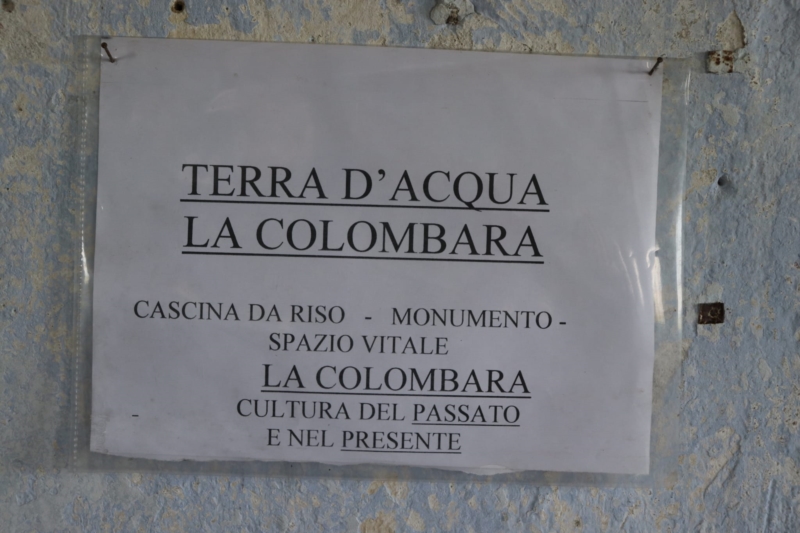 TERRA D'ACQUA
LA COLOMBARA
CASCINA DA RISO - MONUMENTO -
SPAZIO VITALE
LA COLOMBARA
CULTURA DEL PASSATO
E NEL PRESENTE